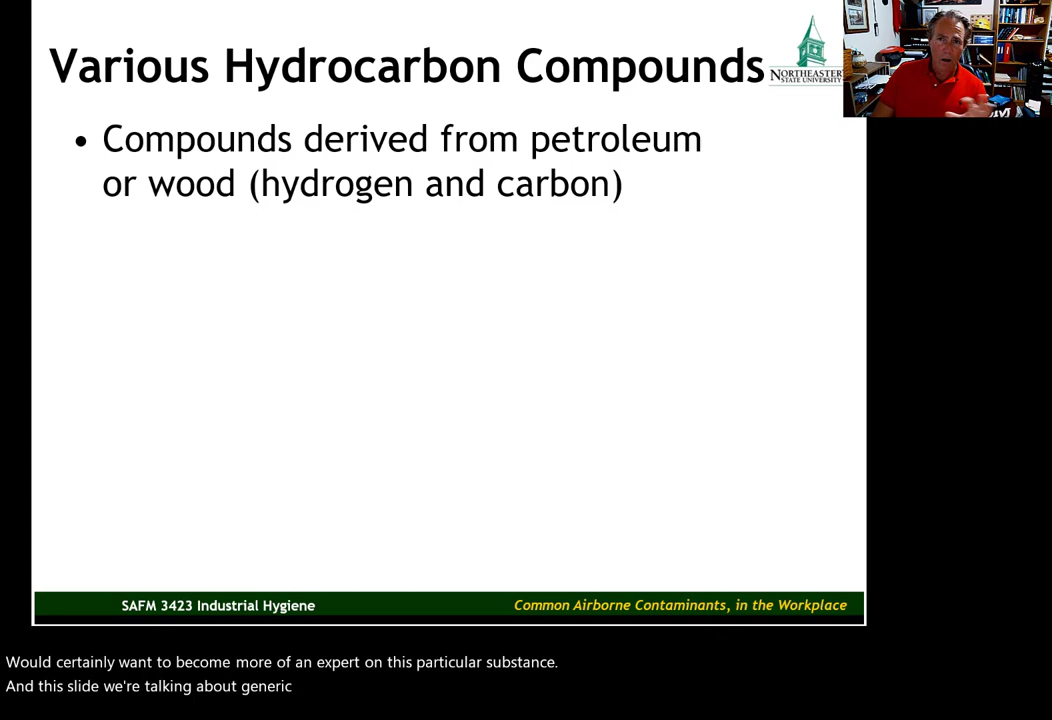 Various Hydrocarbon Compounds
NORTHEASTER
STATE UNIVERSITY
• Compounds derived from petroleum
or wood (hydrogen and carbon)
SAFM 3423 Industrial Hygiene
Common Airborne Contaminants, in the Workplace
Would certainly want to become more of an expert on this particular substance.
And this slide we're talking about generic